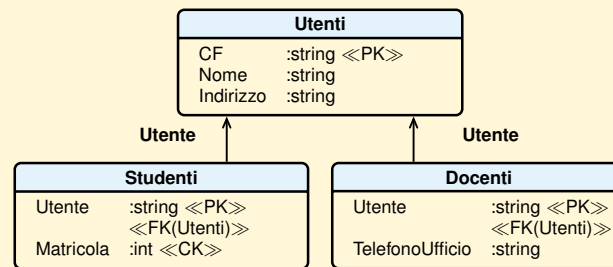 Utenti
CF :string ≪PK≫
Nome :string
Indirizzo :string
Utente
Utente
Studenti
Utente :string ≪PK≫
≪FK(Utenti)≫
Matricola :int ≪CK≫
Docenti
Utente :string ≪PK≫
≪FK(Utenti)≫
TelefonoUfficio :string